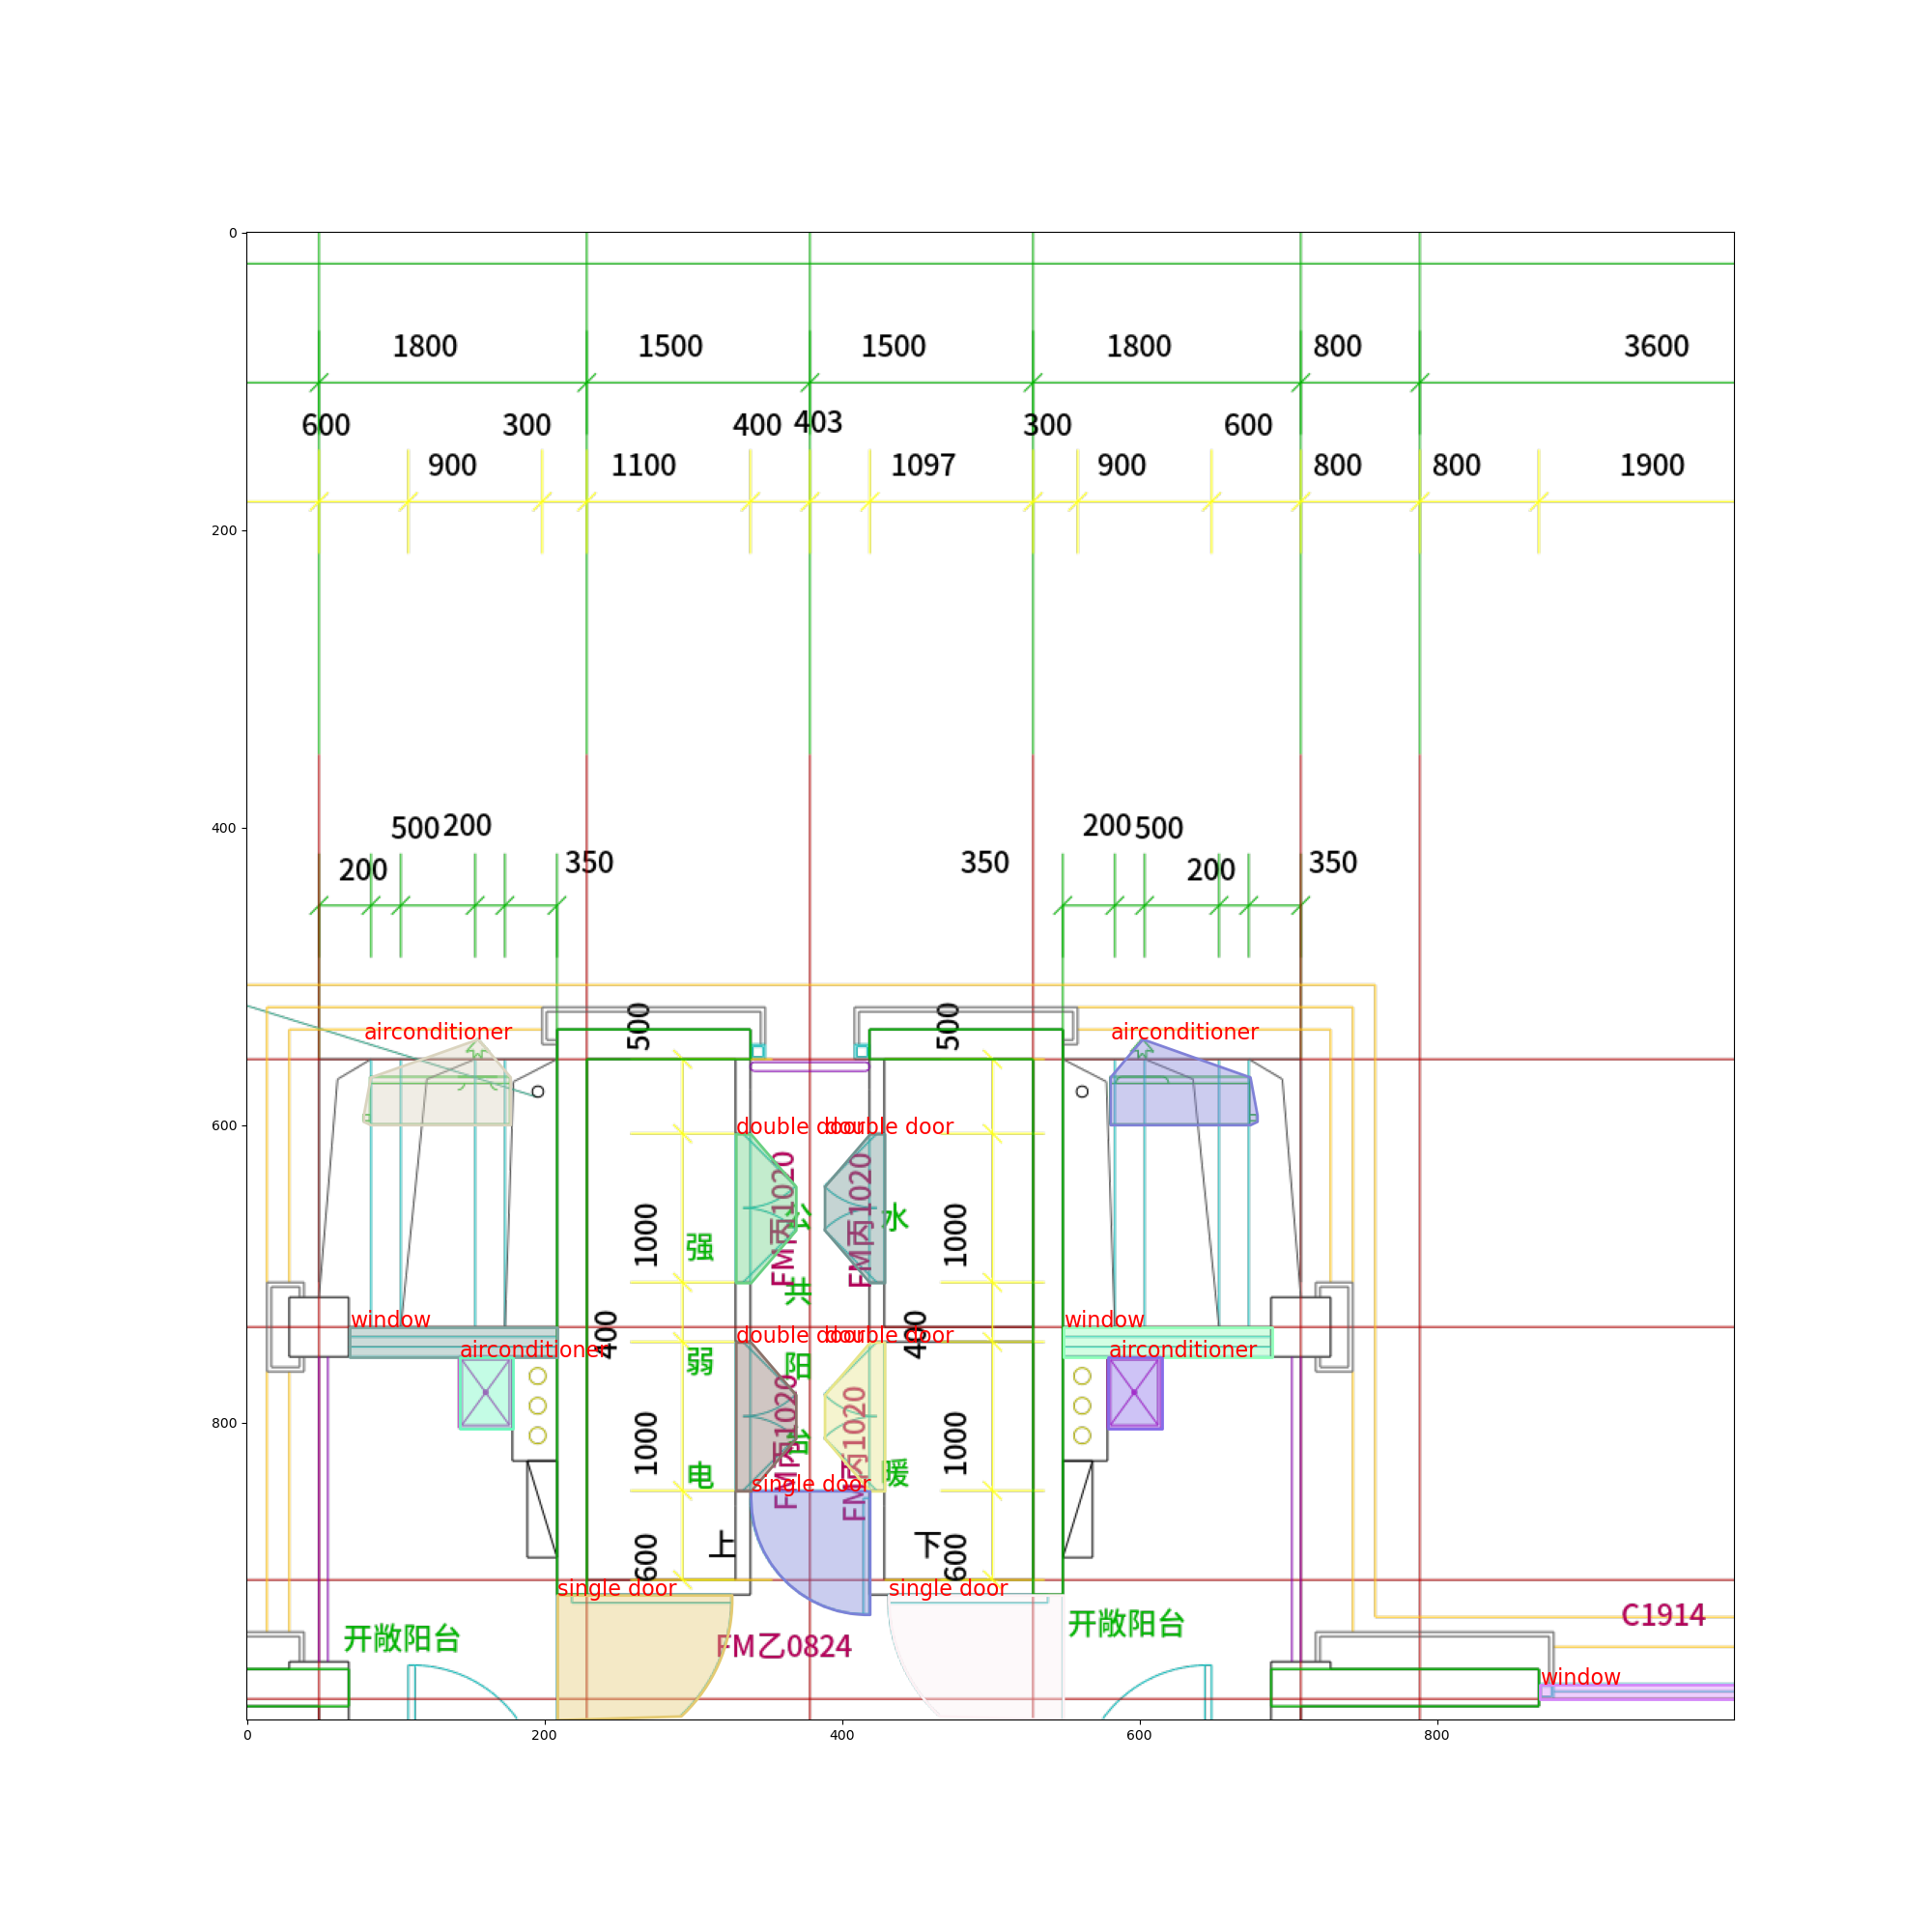 0
1800 1500 1500 1800 800 3600
600 300 400 403 300 600
900 1100 1097 900 800 800 1900
200
400
500 200 200 500
200 350 350 200 350
500 500
airconditioner airconditioner
600
double door double door
FM丙1020 FM丙1020
1000 强 公 水 1000
共
window window
400 double door double door 400
airconditioner airconditioner
弱 阳
800
1000 FM丙1020 台 FM丙1020 1000
电 暖
single door
上 下
600 600
single door single door
开敞阳台 FM乙0824 开敞阳台 C1914
window
0 200 400 600 800